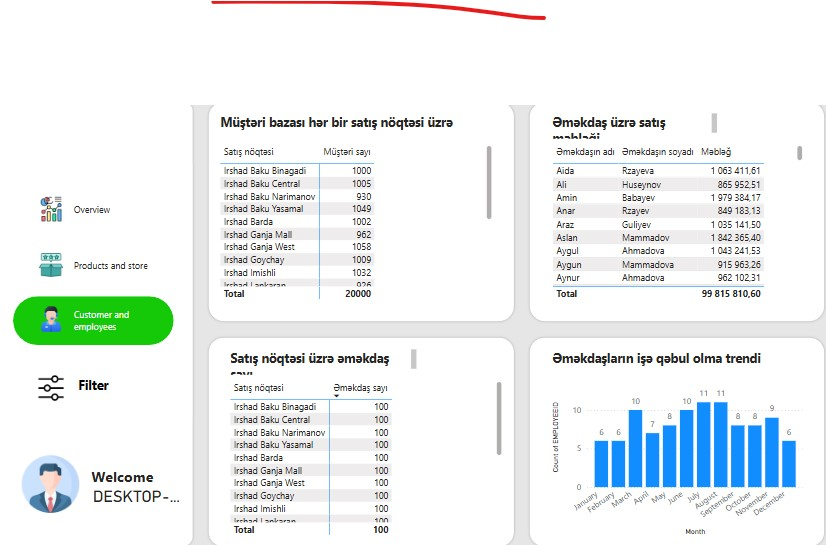 Overview
Products and store
Customer and
employees
Filter
Welcome
DESKTOP-...
Müştəri bazası hər bir satış nöqtəsi üzrə
Satış nöqtəsi Müştəri sayı
Irshad Baku Binagadi 1000
Irshad Baku Central 1005
Irshad Baku Narimanov 930
Irshad Baku Yasamal 1049
Irshad Barda 1002
Irshad Ganja Mall 962
Irshad Ganja West 1058
Irshad Goychay 1009
Irshad Imishli 1032
Irshad Lankaran 926
Total 20000
Əməkdaş üzrə satış
məbləği
Əməkdaşın adı Əməkdaşın soyadı Məbləğ
Aida Rzayeva 1 063 411,61
Ali Huseynov 865 952,51
Amin Babayev 1 979 384,17
Anar Rzayev 849 183,13
Araz Guliyev 1 035 141,50
Aslan Mammadov 1 842 365,40
Aygul Ahmadova 1 043 241,53
Aygun Mammadova 915 963,26
Aynur Ahmadova 962 102,31
Total 99 815 810,60
Satış nöqtəsi üzrə əməkdaş
sayı
Satış nöqtəsi Əməkdaş sayı
Irshad Baku Binagadi 100
Irshad Baku Central 100
Irshad Baku Narimanov 100
Irshad Baku Yasamal 100
Irshad Barda 100
Irshad Ganja Mall 100
Irshad Ganja West 100
Irshad Goychay 100
Irshad Imishli 100
Irshad Lankaran 100
Total 100
Əməkdaşların işə qəbul olma trendi
Count of EMPLOYEEID
10
5
0
6 6 10 7 8 10 11 11 8 8 9 6
January February March April May June July August September October November December
Month